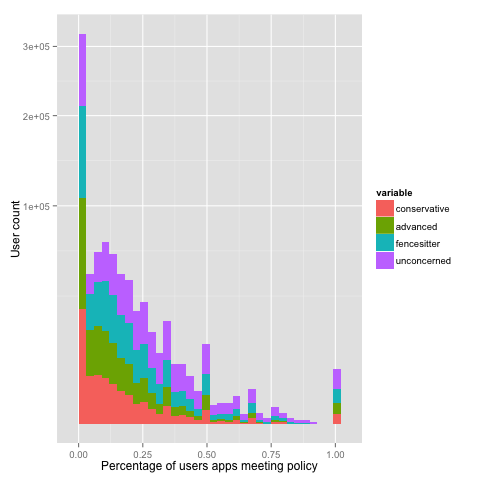 3e+05
2e+05
1e+05
User count
0.00 0.25 0.50 0.75 1.00
Percentage of users apps meeting policy
variable
conservative
advanced
fencesitter
unconcerned